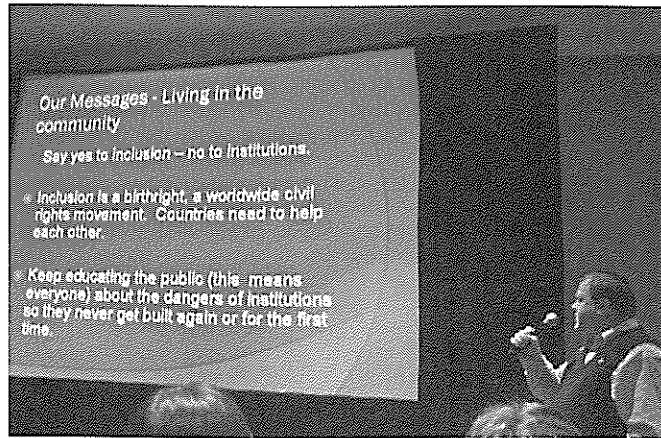 Our Messages - Living in the
community
Say yes to inclusion – no to institutions.
Inclusion is a birthright, a worldwide civil
rights movement. Countries need to help
each other.
Keep educating the public (this means
everyone) about the dangers of institutions
so they never get built again or for the first
time.